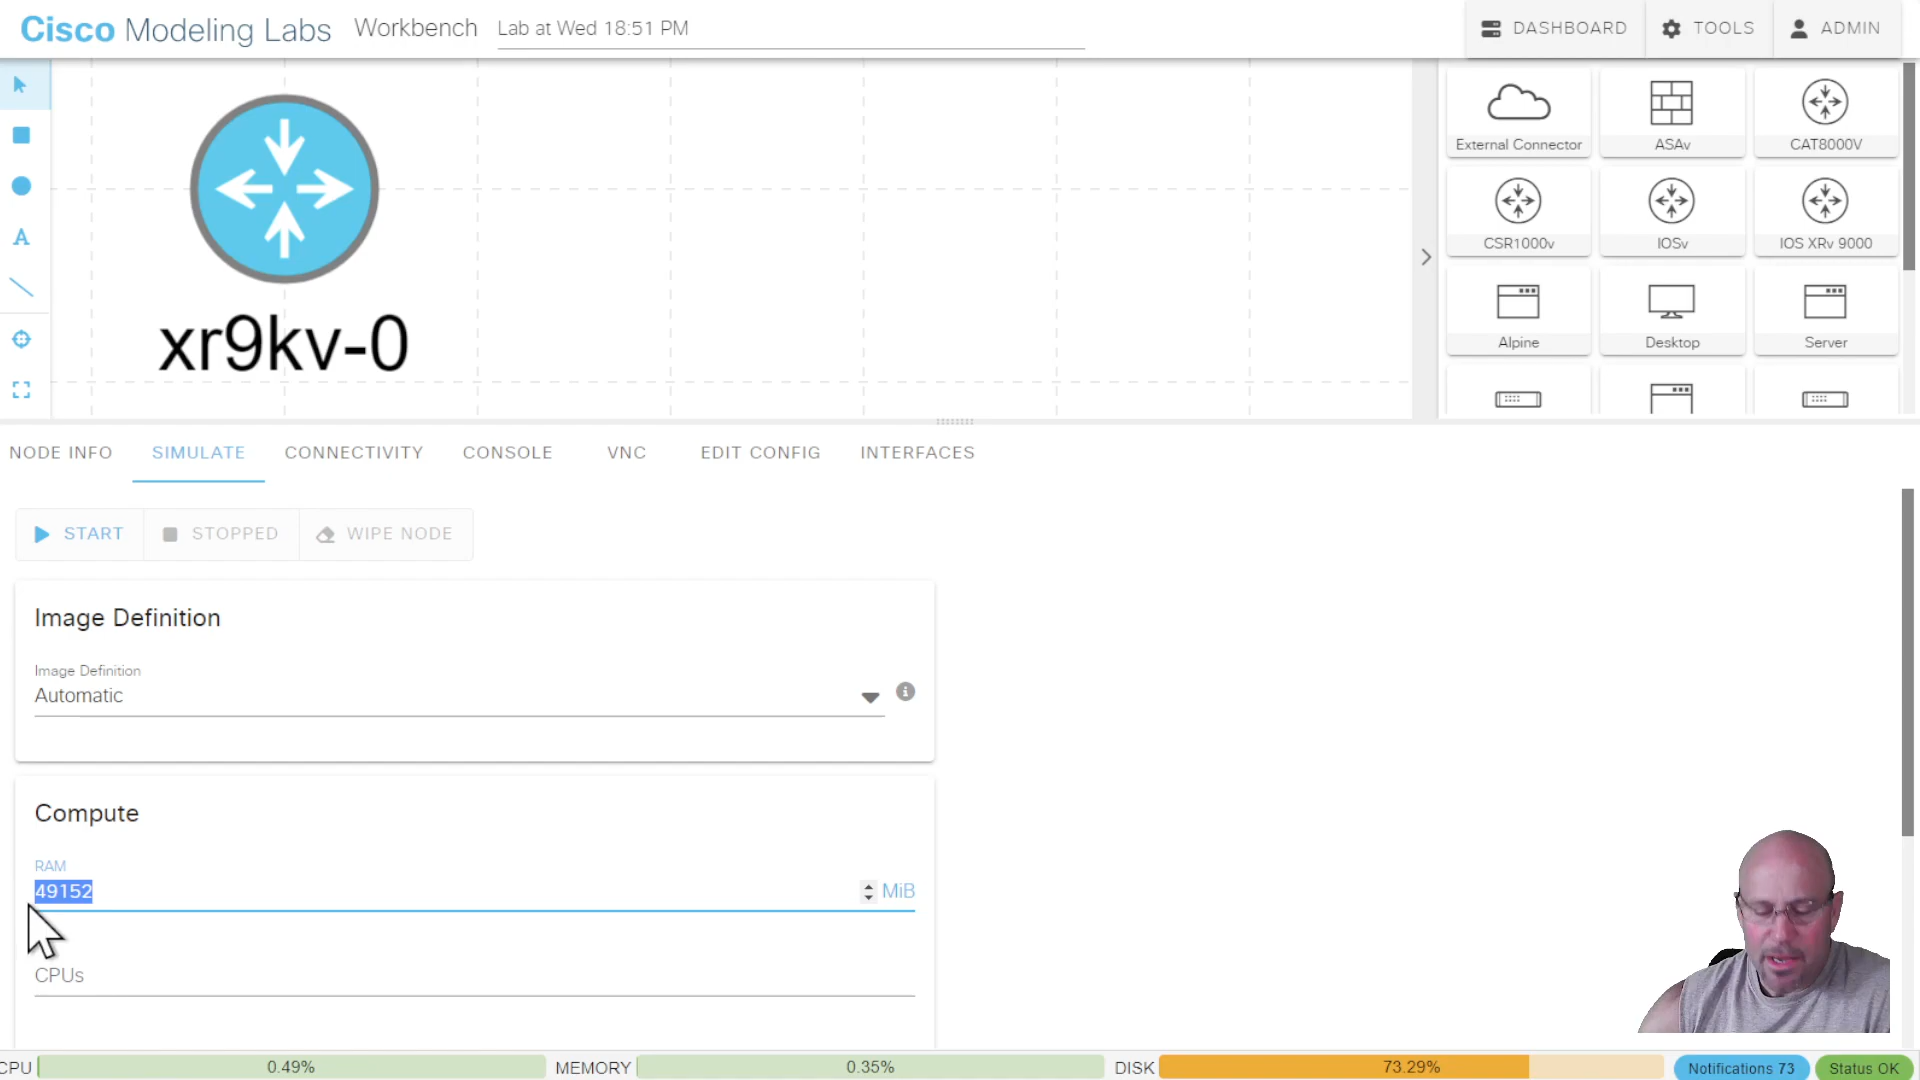 Cisco Modeling Labs Workbench Lab at Wed 18:51 PM DASHBOARD TOOLS ADMIN
External Connector ASAv CAT8000V
CSR1000v IOSv IOS XRv 9000
Alpine Desktop Server
xr9kv-0
NODE INFO SIMULATE CONNECTIVITY CONSOLE VNC EDIT CONFIG INTERFACES
START STOPPED WIPE NODE
Image Definition
Image Definition
Automatic
Compute
RAM
49152 MiB
CPUs
CPU 0.49% MEMORY 0.35% DISK 73.29% Notifications 73 Status OK